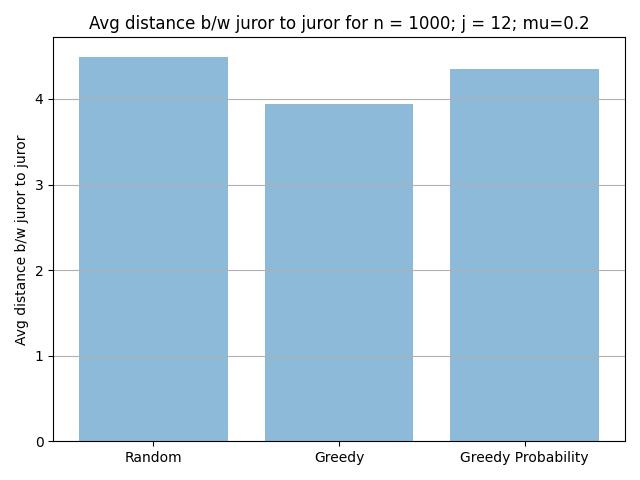 Avg distance b/w juror to juror for n = 1000; j = 12; mu=0.2
Avg distance b/w juror to juror
4
3
2
1
0
Random
Greedy
Greedy Probability